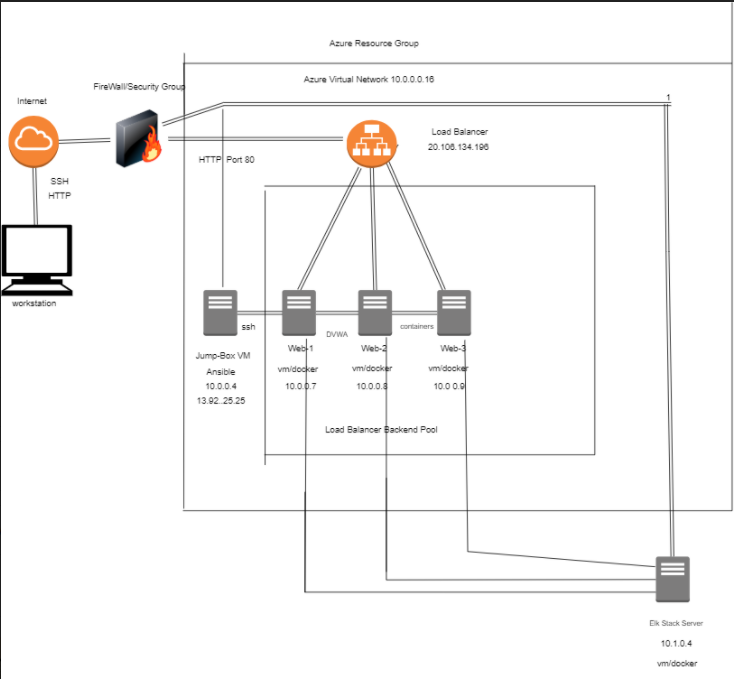 Azure Resource Group
Azure Virtual Network 10.0.0.0.16
FireWall/Security Group
Internet
1
Load Balancer
20.106.134.196
HTTP Port 80
SSH
HTTP
workstation
ssh
DVWA
containers
Jump-Box VM
Ansible
10.0.0.4
13.92..25.25
Web-1
vm/docker
10.0.0.7
Web-2
vm/docker
10.0.0.8
Web-3
vm/docker
10.0 0.9
Load Balancer Backend Pool
Elk Stack Server
10.1.0.4
vm/docker